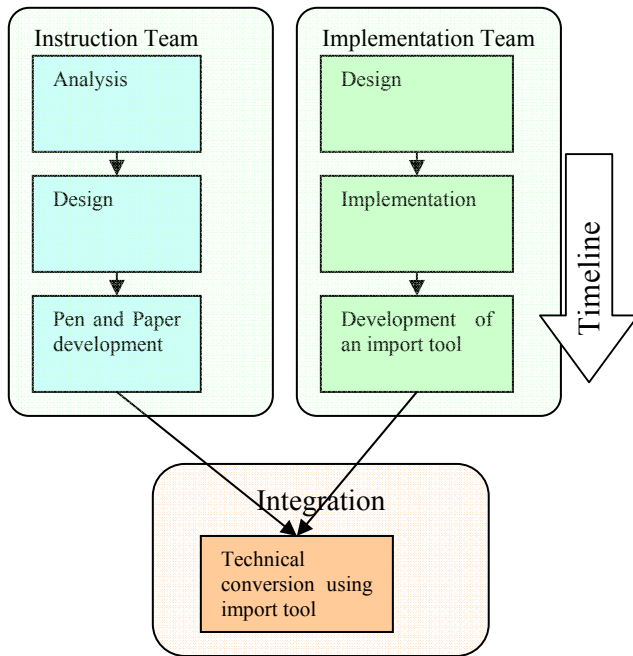 Instruction Team
Analysis
Design
Pen and Paper
development
Implementation Team
Design
Implementation
Development of
an import tool
Timeline
Integration
Technical
conversion using
import tool